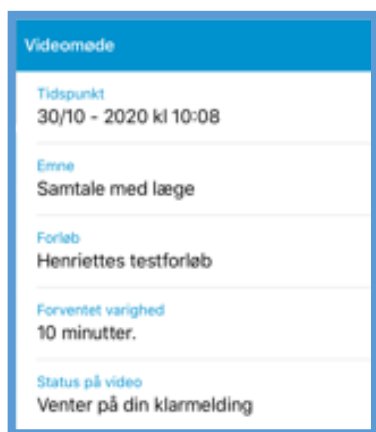 Videomøde
Tidspunkt
30/10 - 2020 kl 10:08
Emne
Samtale med læge
Forløb
Henriettes testforløb
Forventet varighed
10 minutter.
Status på video
Venter på din klarmelding